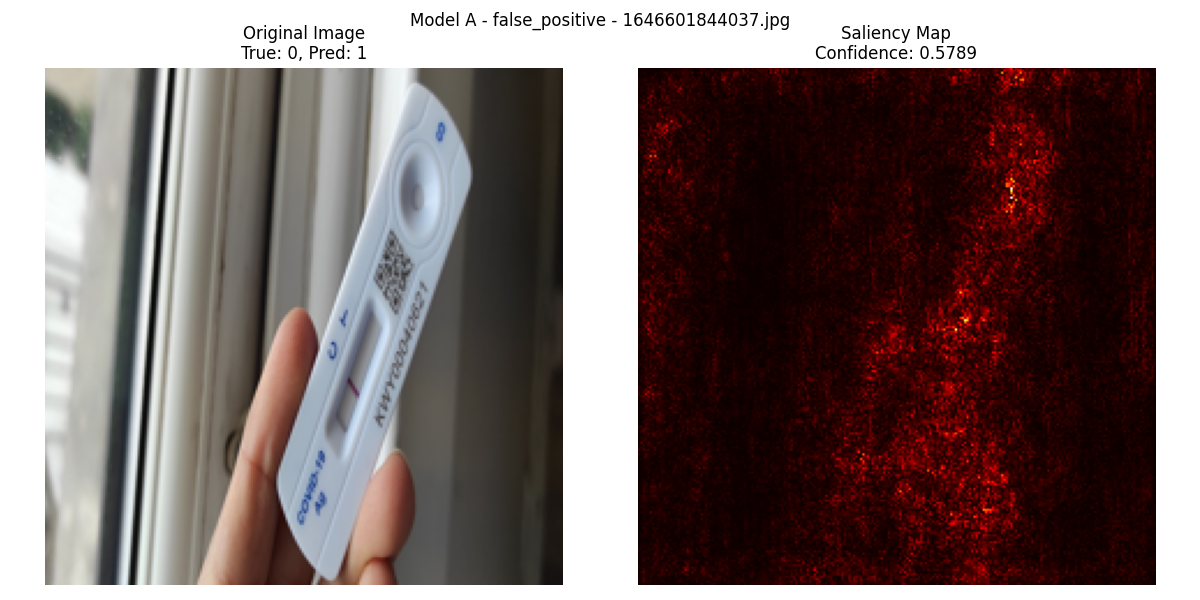 Model A - false_positive - 1646601844037.jpg
Original Image
True: 0, Pred: 1
Saliency Map
Confidence: 0.5789
S
T
C
KWY00040621
COVID-19
Ag